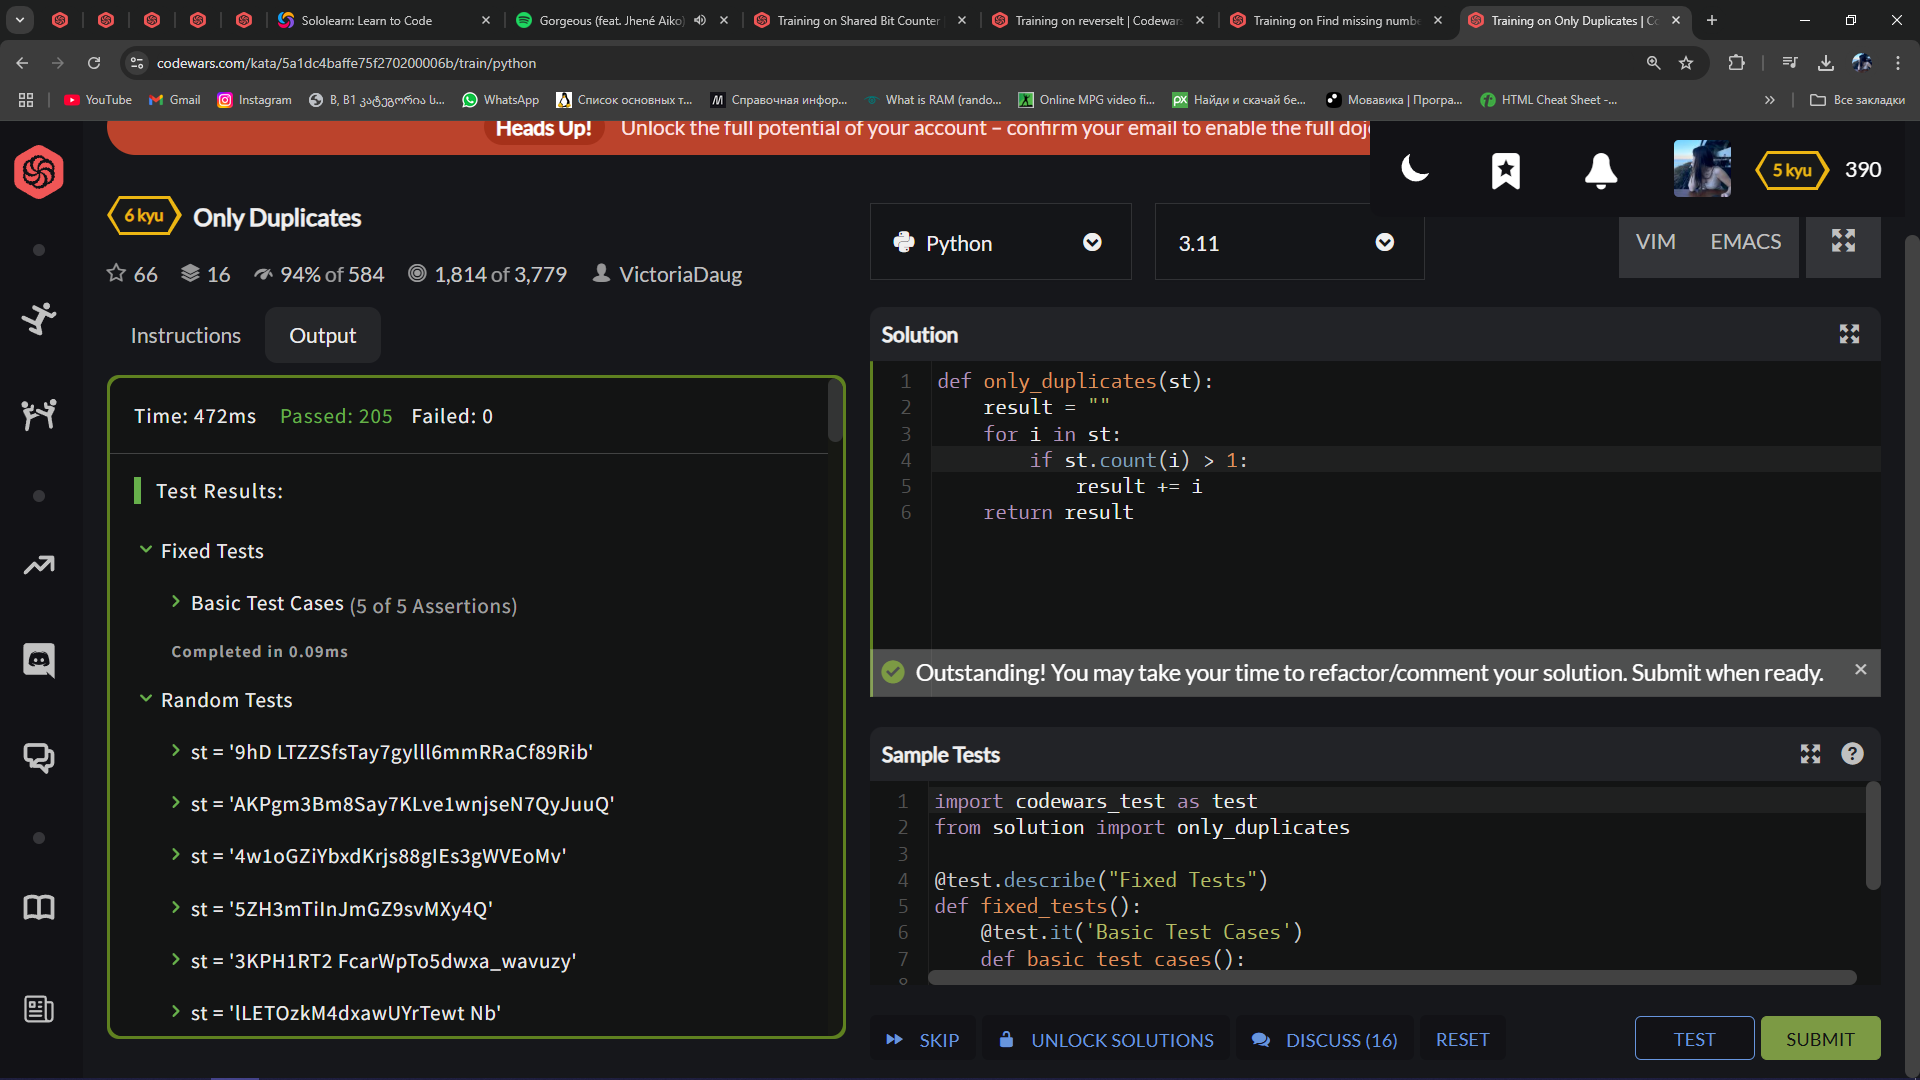 Sololearn: Learn to Code
Gorgeous (feat. Jhené Aiko)
Training on Shared Bit Counter
Training on reverseIt | Codewars
Training on Find missing numbe
Training on Only Duplicates | Co
codewars.com/kata/5a1dc4baffe75f270200006b/train/python
YouTube
Gmail
Instagram
B, B1 კატეგორია ს...
WhatsApp
Список основных т...
Справочная инфор...
What is RAM (rando...
Online MPG video fi...
Найди и скачай бе...
Мовавика | Програ...
HTML Cheat Sheet -...
Все закладки
Heads Up! Unlock the full potential of your account – confirm your email to enable the full doj
5 kyu 390
6 kyu Only Duplicates
66 16 94% of 584 1,814 of 3,779 VictoriaDaug
Instructions Output
Time: 472ms Passed: 205 Failed: 0
Test Results:
Fixed Tests
Basic Test Cases (5 of 5 Assertions)
Completed in 0.09ms
Random Tests
st = '9hD LTZZSfsTay7gylll6mmRRaCf89Rib'
st = 'AKPgm3Bm8Say7KLve1wnjseN7QyJuuQ'
st = '4w1oGZiYbxdKrjs88gIEs3gWVEoMv'
st = '5ZH3mTiInJmGZ9svMXy4Q'
st = '3KPH1RT2 FcarWpTo5dwxa_wavuzy'
st = 'lLETOzkM4dxawUYrTewt Nb'
Python 3.11 VIM EMACS
Solution
1 def only_duplicates(st):
2 result = ""
3 for i in st:
4 if st.count(i) > 1:
5 result += i
6 return result
Outstanding! You may take your time to refactor/comment your solution. Submit when ready.
Sample Tests
1 import codewars_test as test
2 from solution import only_duplicates
3
4 @test.describe("Fixed Tests")
5 def fixed_tests():
6 @test.it('Basic Test Cases')
7 def basic_test_cases():
8
SKIP UNLOCK SOLUTIONS DISCUSS (16) RESET TEST SUBMIT